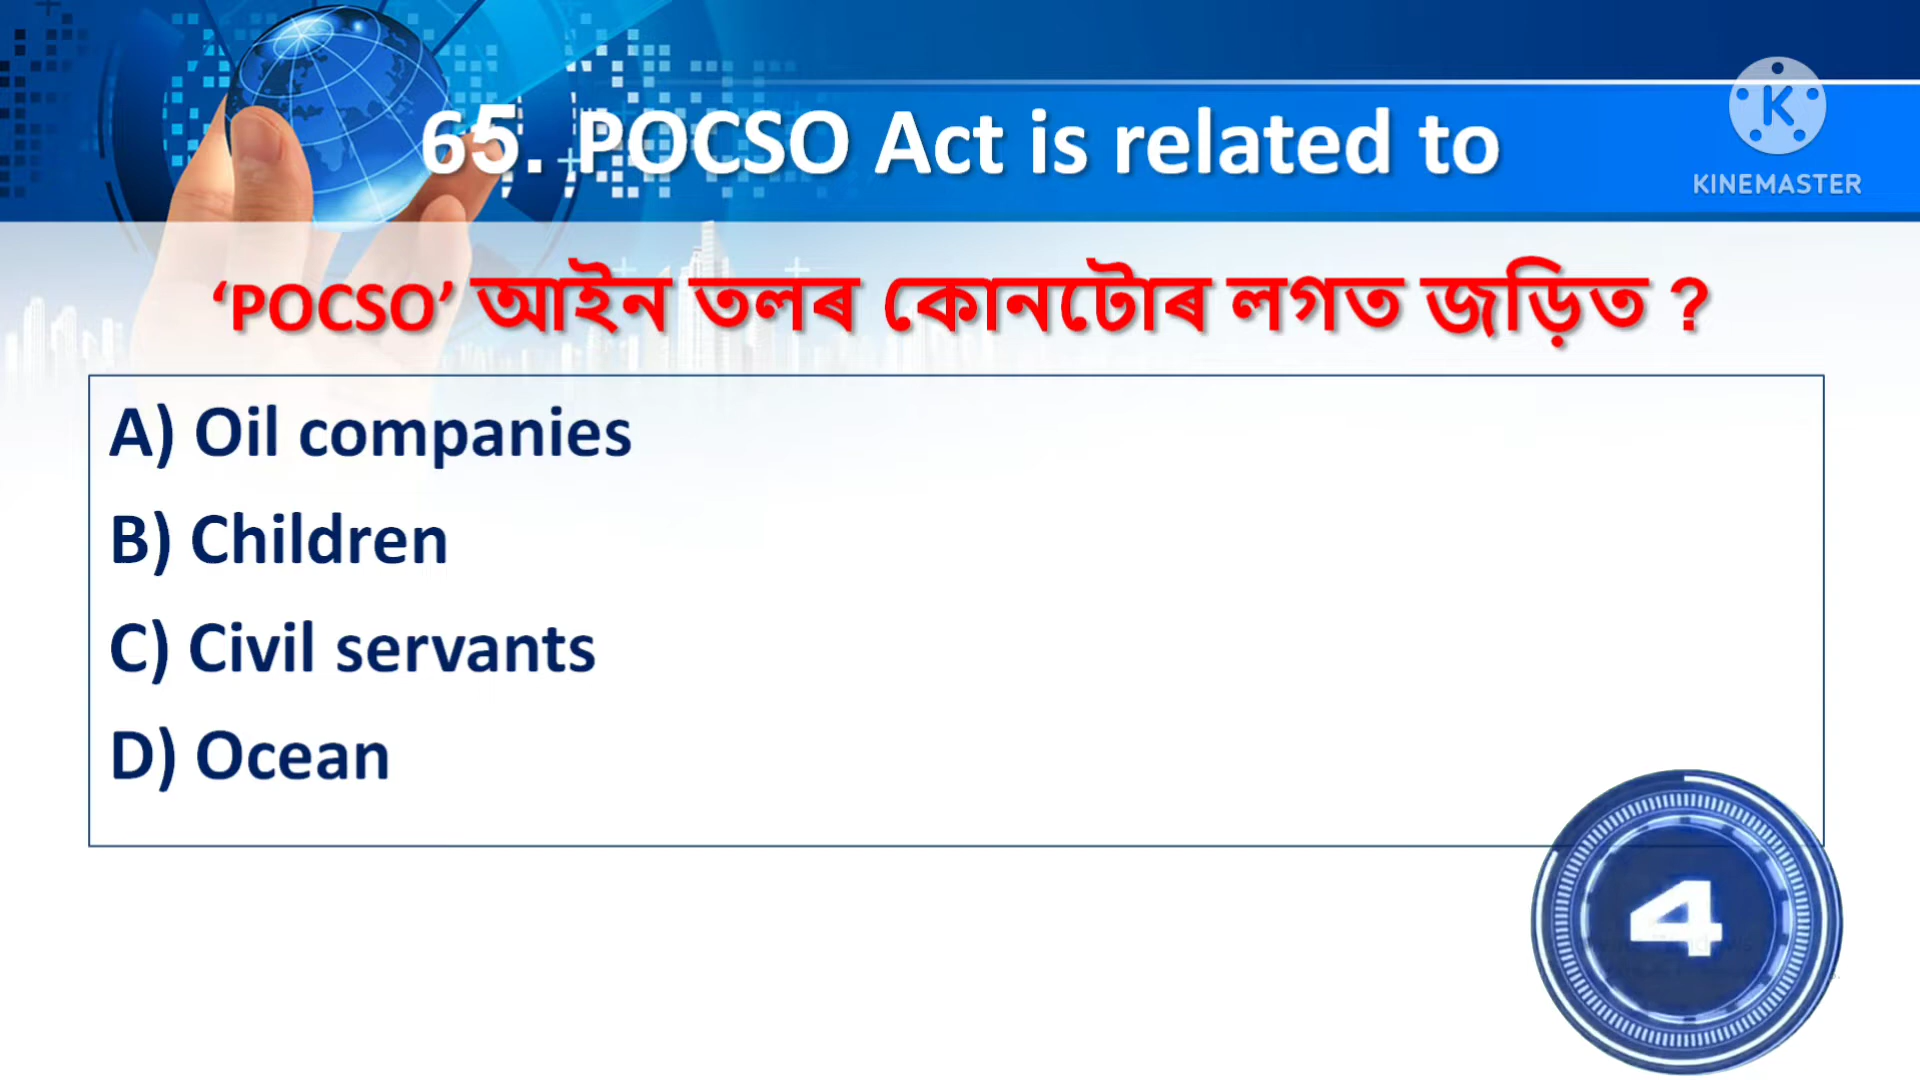 65. POCSO Act is related to
KINEMASTER
‘POCSO’ আইন তলৰ কোনটোৰ লগত জড়িত ?
A) Oil companies
B) Children
C) Civil servants
D) Ocean
4